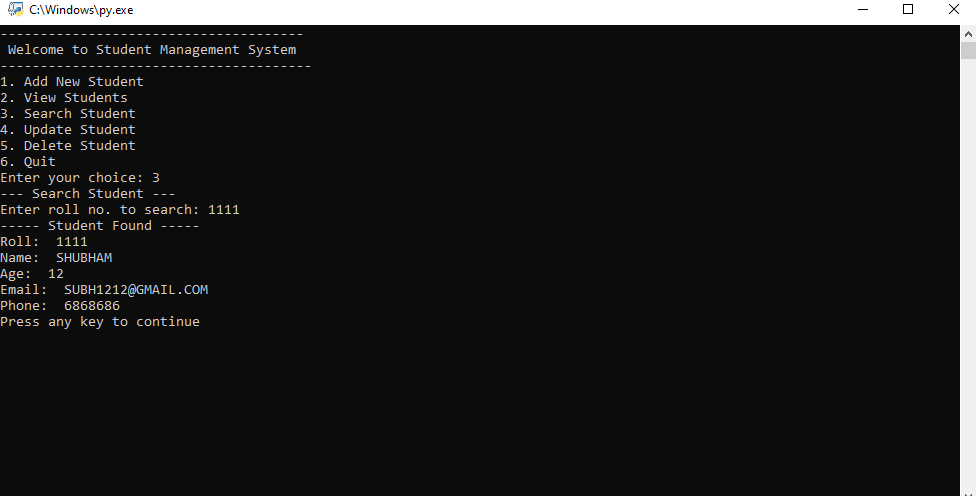 C:\Windows\py.exe
--------------------------------------
 Welcome to Student Management System
---------------------------------------
1. Add New Student
2. View Students
3. Search Student
4. Update Student
5. Delete Student
6. Quit
Enter your choice: 3
--- Search Student ---
Enter roll no. to search: 1111
----- Student Found -----
Roll:  1111
Name:  SHUBHAM
Age:  12
Email:  SUBH1212@GMAIL.COM
Phone:  6868686
Press any key to continue